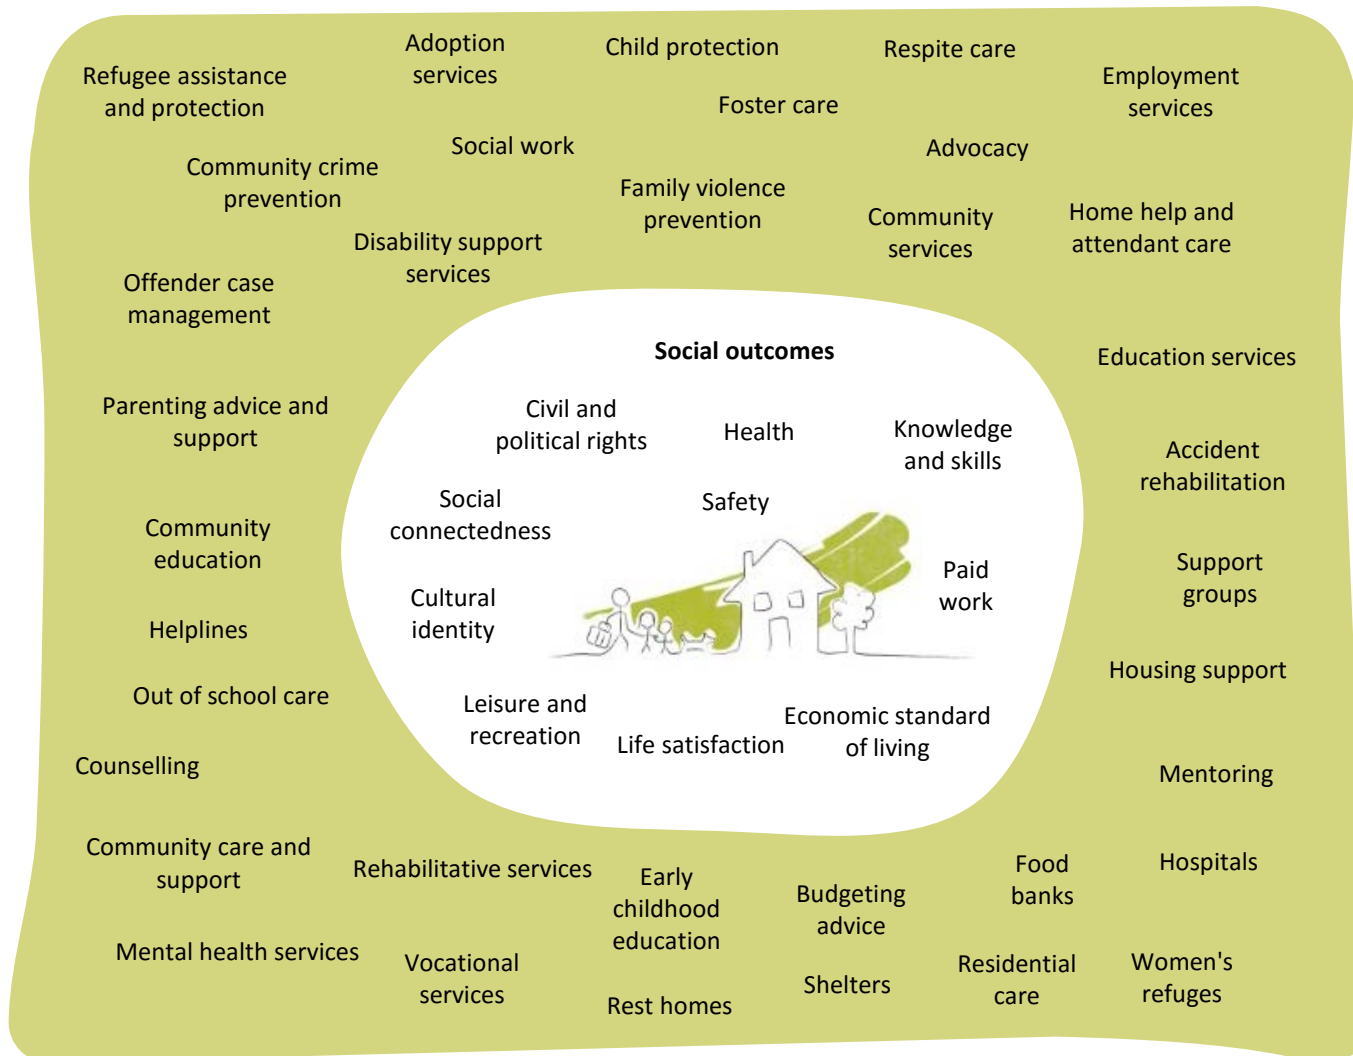 Adoption
services
Child protection
Respite care
Refugee assistance
and protection
Employment
services
Foster care
Social work
Advocacy
Community crime
prevention
Family violence
prevention
Community
services
Home help and
attendant care
Disability support
services
Offender case
management
Social outcomes
Education services
Parenting advice and
support
Civil and
political rights
Health
Knowledge
and skills
Accident
rehabilitation
Social
connectedness
Safety
Community
education
Support
groups
Paid
work
Cultural
identity
Helplines
Housing support
Out of school care
Leisure and
recreation
Life satisfaction
Economic standard
of living
Counselling
Mentoring
Community care and
support
Rehabilitative services
Early
childhood
education
Budgeting
advice
Food
banks
Hospitals
Mental health services
Vocational
services
Rest homes
Shelters
Residential
care
Women's
refuges